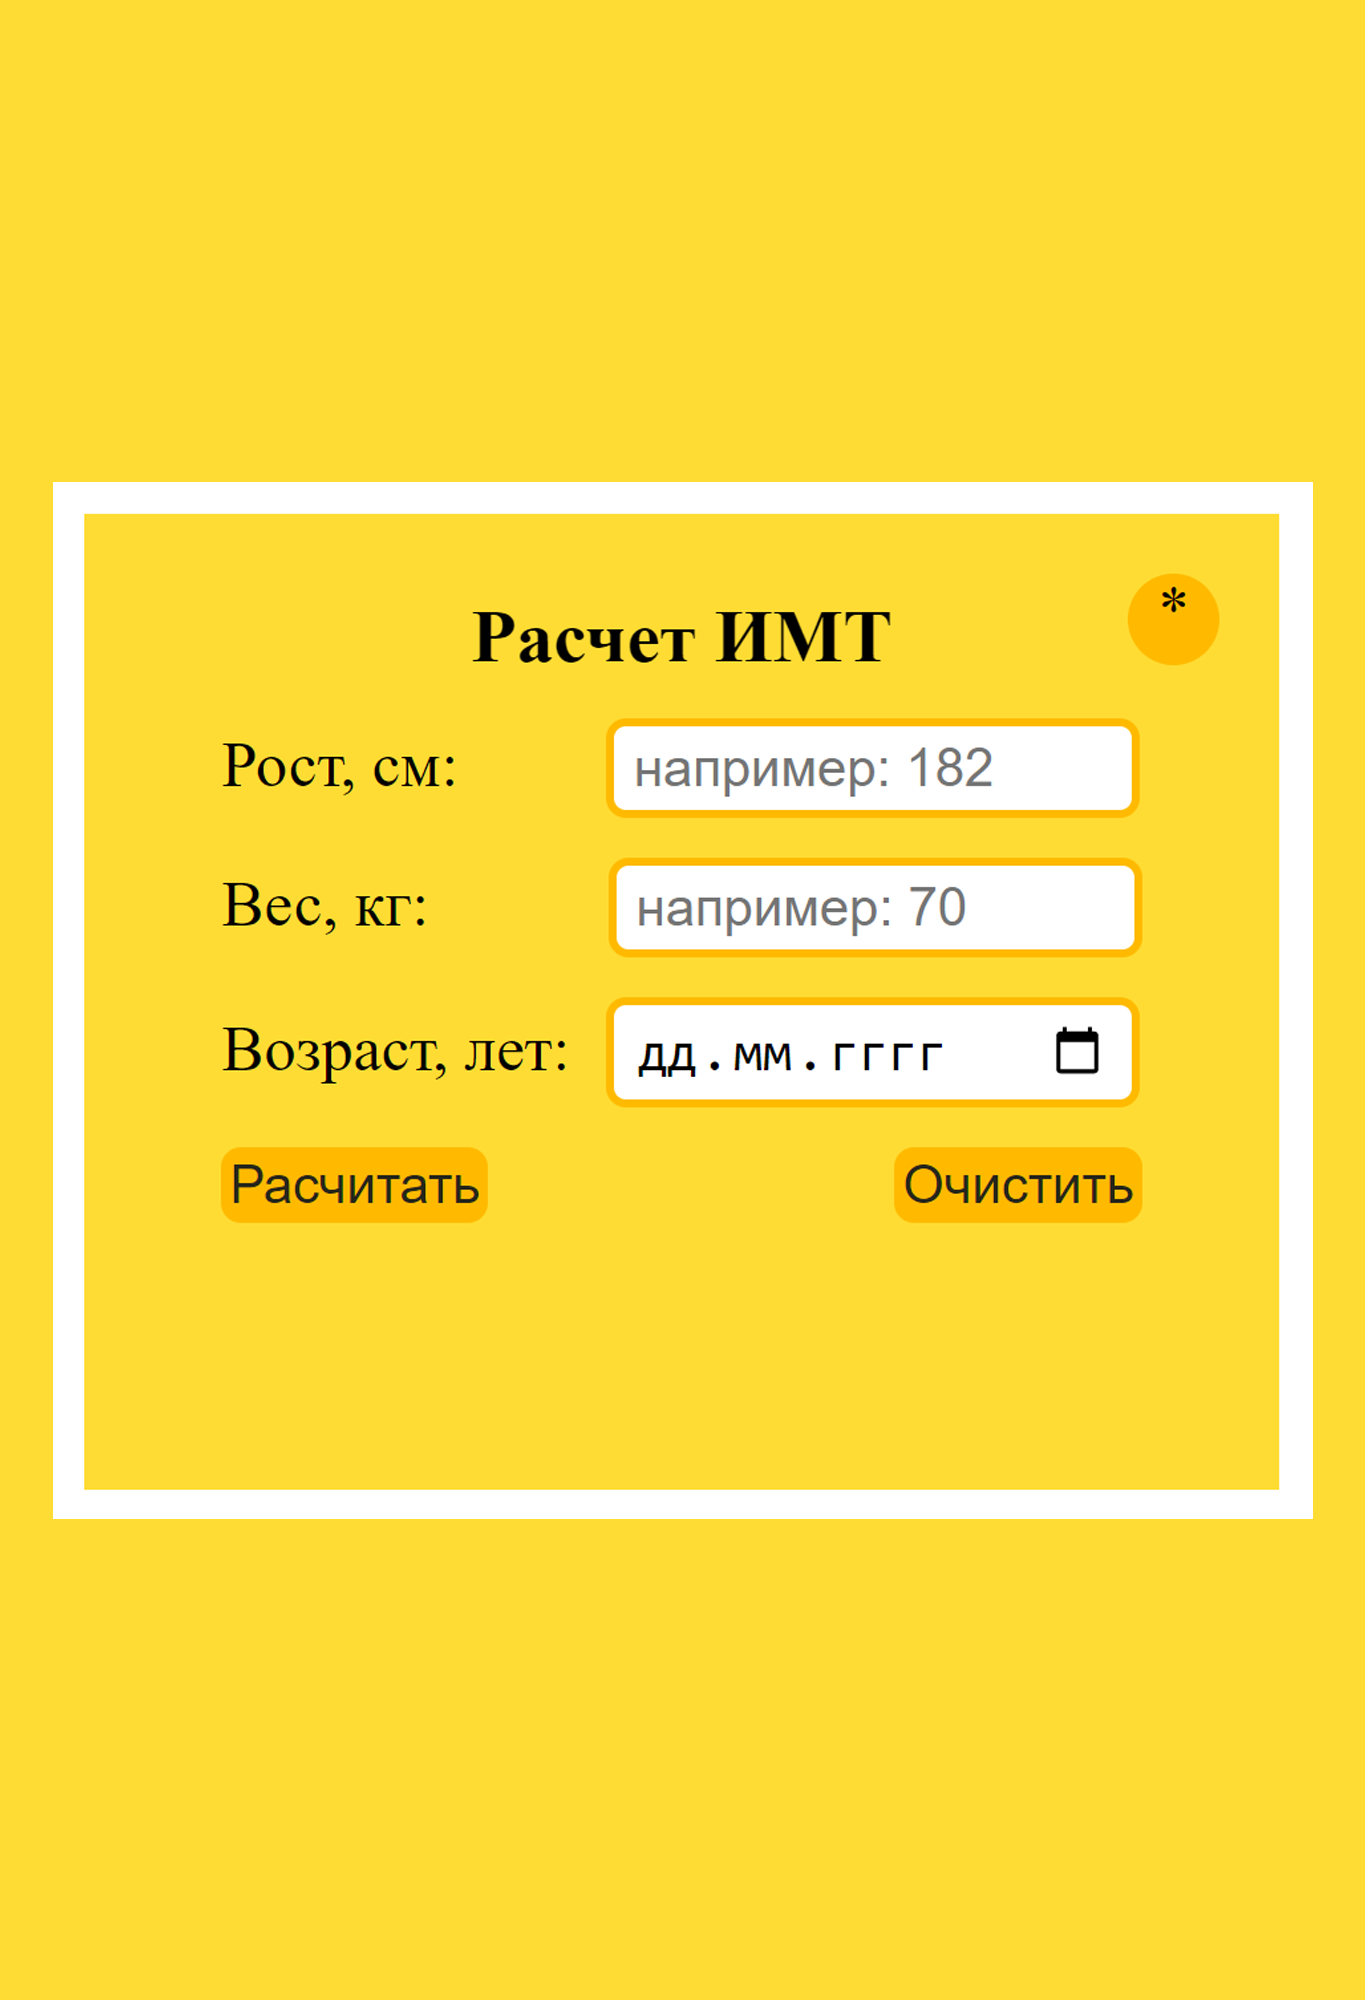 Расчет ИМТ
*
Рост, см:
например: 182
Вес, кг:
например: 70
Возраст, лет:
дд.мм.гггг
Расчитать
Очистить